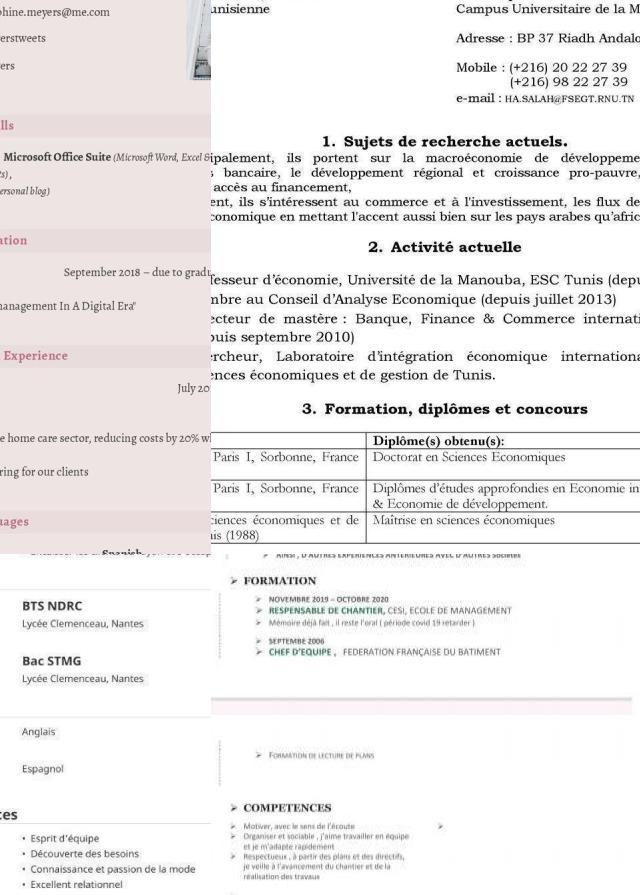 phine.meyers@me.com
erstweets
ers
lls
Microsoft Office Suite (Microsoft Word, Excel &
ts),
ersonal blog)
ation
September 2018 – due to gradu
management In A Digital Era"
Experience
July 20
e home care sector, reducing costs by 20% w
ring for our clients
uages
Spanish
unisienne
Campus Universitaire de la M
Adresse : BP 37 Riadh Andalo
Mobile : (+216) 20 22 27 39
(+216) 98 22 27 39
e-mail : HA.SALAH@FSEGT.RNU.TN
1. Sujets de recherche actuels.
ipalement, ils portent sur la macroéconomie de développeme
bancaire, le développement régional et croissance pro-pauvre,
accès au financement,
ent, ils s'intéressent au commerce et à l'investissement, les flux de
conomique en mettant l'accent aussi bien sur les pays arabes qu'afric
2. Activité actuelle
fesseur d'économie, Université de la Manouba, ESC Tunis (depu
mbre au Conseil d'Analyse Economique (depuis juillet 2013)
ecteur de mastère : Banque, Finance & Commerce internati
puis septembre 2010)
ercheur, Laboratoire d'intégration économique internationa
ences économiques et de gestion de Tunis.
3. Formation, diplômes et concours
Diplôme(s) obtenu(s):
Paris I, Sorbonne, France
Doctorat en Sciences Economiques
Paris I, Sorbonne, France
Diplômes d'études approfondies en Economie in
& Economie de développement.
ciences économiques et de
is (1988)
Maîtrise en sciences économiques
BTS NDRC
Lycée Clemenceau, Nantes
Bac STMG
Lycée Clemenceau, Nantes
Anglais
Espagnol
ces
• Esprit d'équipe
• Découverte des besoins
• Connaissance et passion de la mode
• Excellent relationnel
AINSI , D'AUTRES EXPERIENCES ANTERIEURES AVEC D'AUTRES Societes
➢ FORMATION
➢ NOVEMBRE 2019 – OCTOBRE 2020
➢ RESPONSABLE DE CHANTIER, CESI, ECOLE DE MANAGEMENT
➢ Mémoire déjà fait , il reste l'oral ( période covid 19 retarder )
➢ SEPTEMBE 2006
➢ CHEF D'EQUIPE , FEDERATION FRANÇAISE DU BATIMENT
➢ FORMATION DE LECTURE DE PLANS
➢ COMPETENCES
➢ Motiver, avec le sens de l'écoute
➢ Organiser et sociable , j'aime travailler en équipe
et je m'adapte rapidement
➢ Respectueux , à partir des plans et des directifs,
je veille à l'avancement du chantier et de la
réalisation des travaux